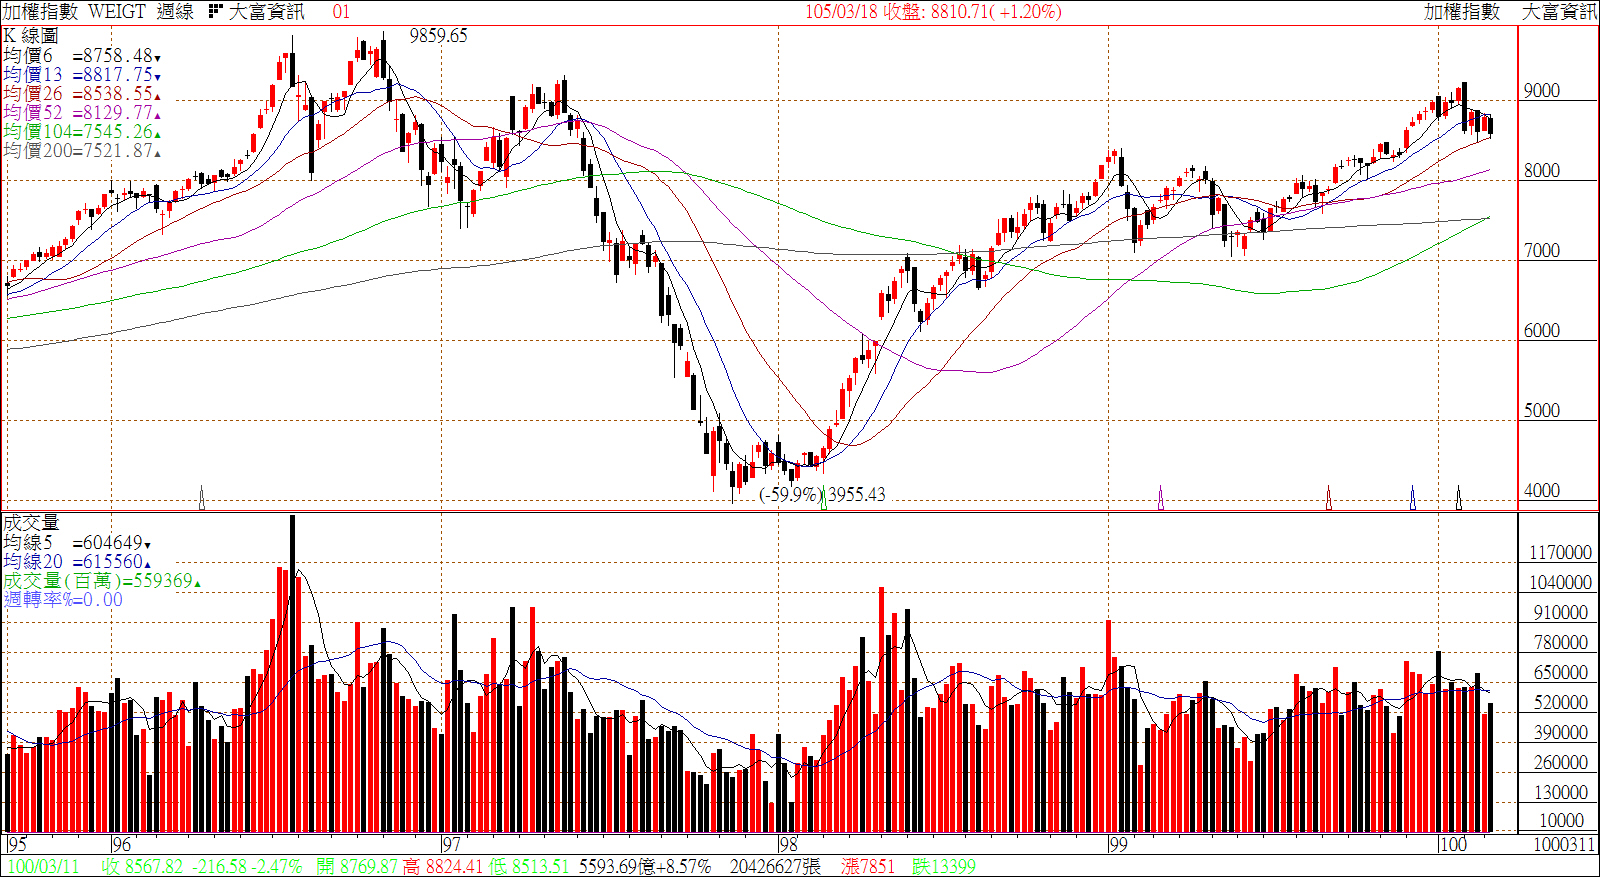 加權指數 WEIGT 週線 大富資訊 01 105/03/18 收盤: 8810.71( +1.20%) 加權指數 大富資訊
K 線圖
9859.65
均價6 =8758.48▼
均價13 =8817.75▼
均價26 =8538.55▲
均價52 =8129.77▲
均價104=7545.26▲
均價200=7521.87▲
9000
8000
7000
6000
5000
4000
(-59.9%) 3955.43
成交量
均線5 =604649▼
均線20 =615560▲
成交量(百萬)=559369▲
週轉率%=0.00
1170000
1040000
910000
780000
650000
520000
390000
260000
130000
10000
95 96 97 98 99 100 1000311
100/03/11 收 8567.82 -216.58 -2.47% 開 8769.87 高 8824.41 低 8513.51 5593.69億+8.57% 20426627張 漲7851 跌13399